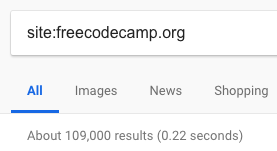 site:freecodecamp.org
All Images News Shopping
About 109,000 results (0.22 seconds)